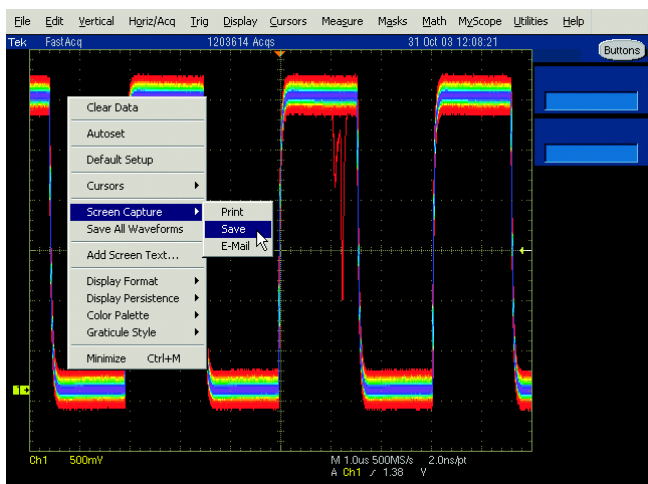 File Edit Vertical Horiz/Acq Trig Display Cursors Measure Masks Math MyScope Utilities Help
Tek FastAcq 1203614 Acqs 31 Oct 03 12:08:21
Buttons
Clear Data
Autoset
Default Setup
Cursors
Screen Capture
Save All Waveforms
Add Screen Text...
Display Format
Display Persistence
Color Palette
Graticule Style
Minimize Ctrl+M
Print
Save
E-Mail
1
Ch1 500mV M 1.0us 500MS/s 2.0ns/pt
A Ch1 ⁄ 1.38 V